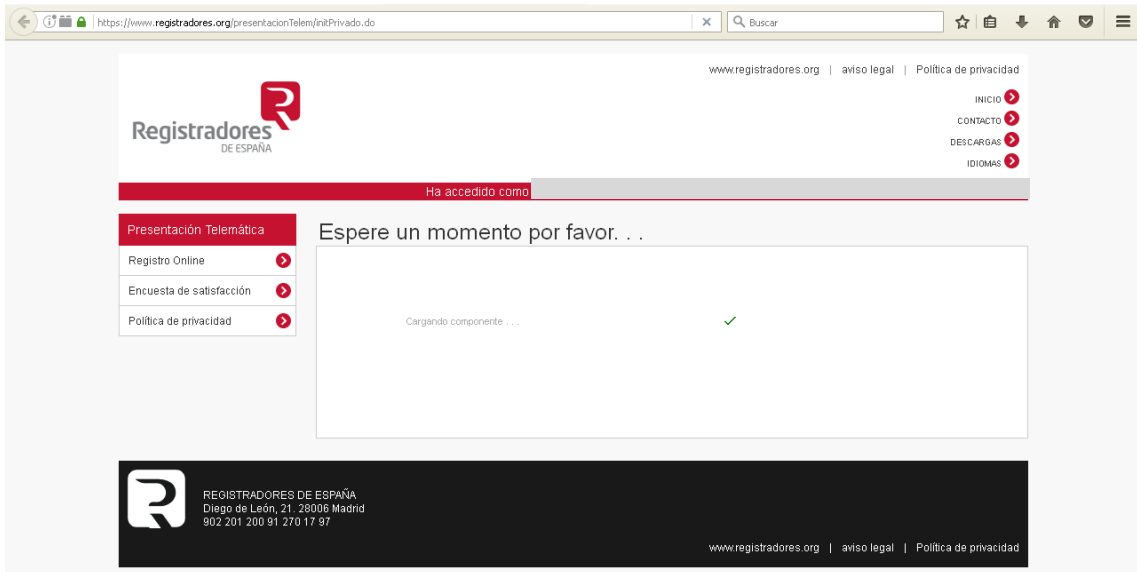 https://www.registradores.org/presentacionTelem/initPrivado.do
Buscar
www.registradores.org | aviso legal | Política de privacidad
INICIO
CONTACTO
DESCARGAS
IDIOMAS
Registradores
DE ESPAÑA
Ha accedido como
Presentación Telemática
Registro Online
Encuesta de satisfacción
Política de privacidad
Espere un momento por favor. . .
Cargando componente . . .
REGISTRADORES DE ESPAÑA
Diego de León, 21. 28006 Madrid
902 201 200 91 270 17 97
www.registradores.org | aviso legal | Política de privacidad